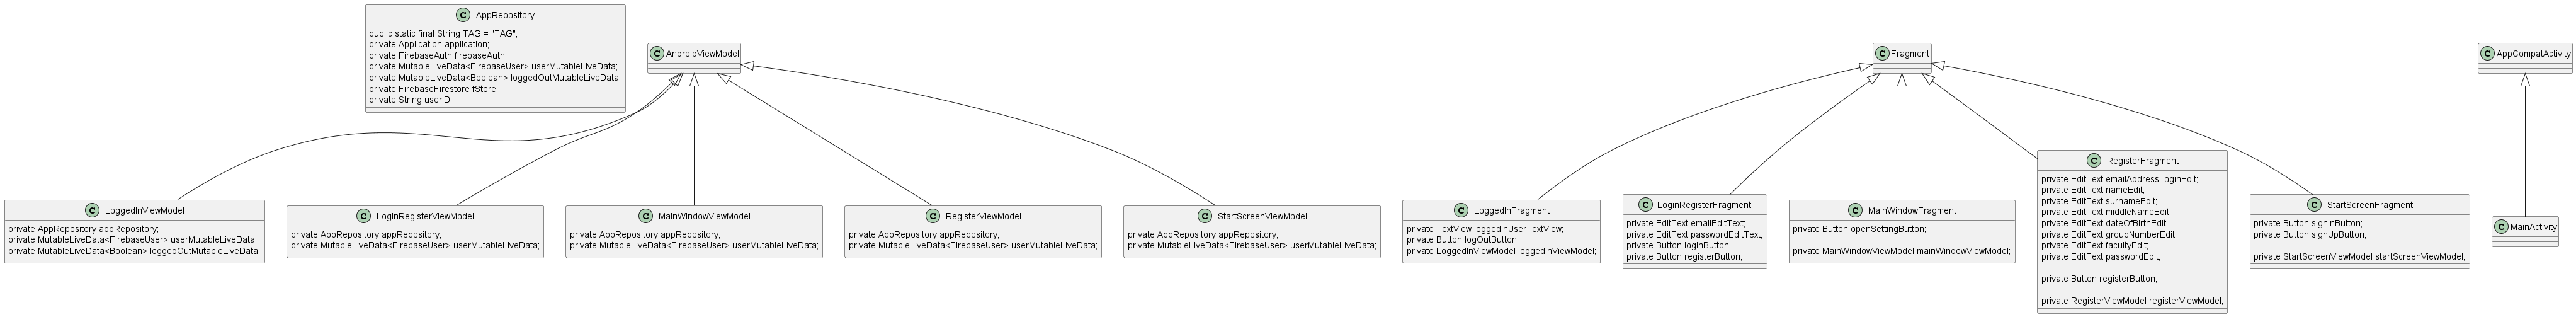 C AppRepository
public static final String TAG = "TAG";
private Application application;
private FirebaseAuth firebaseAuth;
private MutableLiveData<FirebaseUser> userMutableLiveData;
private MutableLiveData<Boolean> loggedOutMutableLiveData;
private FirebaseFirestore fStore;
private String userID;
C AndroidViewModel
C Fragment
C AppCompatActivity
C LoggedInViewModel
private AppRepository appRepository;
private MutableLiveData<FirebaseUser> userMutableLiveData;
private MutableLiveData<Boolean> loggedOutMutableLiveData;
C LoginRegisterViewModel
private AppRepository appRepository;
private MutableLiveData<FirebaseUser> userMutableLiveData;
C MainWindowViewModel
private AppRepository appRepository;
private MutableLiveData<FirebaseUser> userMutableLiveData;
C RegisterViewModel
private AppRepository appRepository;
private MutableLiveData<FirebaseUser> userMutableLiveData;
C StartScreenViewModel
private AppRepository appRepository;
private MutableLiveData<FirebaseUser> userMutableLiveData;
C LoggedInFragment
private TextView loggedInUserTextView;
private Button logOutButton;
private LoggedInViewModel loggedInViewModel;
C LoginRegisterFragment
private EditText emailEditText;
private EditText passwordEditText;
private Button loginButton;
private Button registerButton;
C MainWindowFragment
private Button openSettingButton;
private MainWindowViewModel mainWindowViewModel;
C RegisterFragment
private EditText emailAddressLoginEdit;
private EditText nameEdit;
private EditText surnameEdit;
private EditText middleNameEdit;
private EditText dateOfBirthEdit;
private EditText groupNumberEdit;
private EditText facultyEdit;
private EditText passwordEdit;
private Button registerButton;
private RegisterViewModel registerViewModel;
C StartScreenFragment
private Button signInButton;
private Button signUpButton;
private StartScreenViewModel startScreenViewModel;
C MainActivity